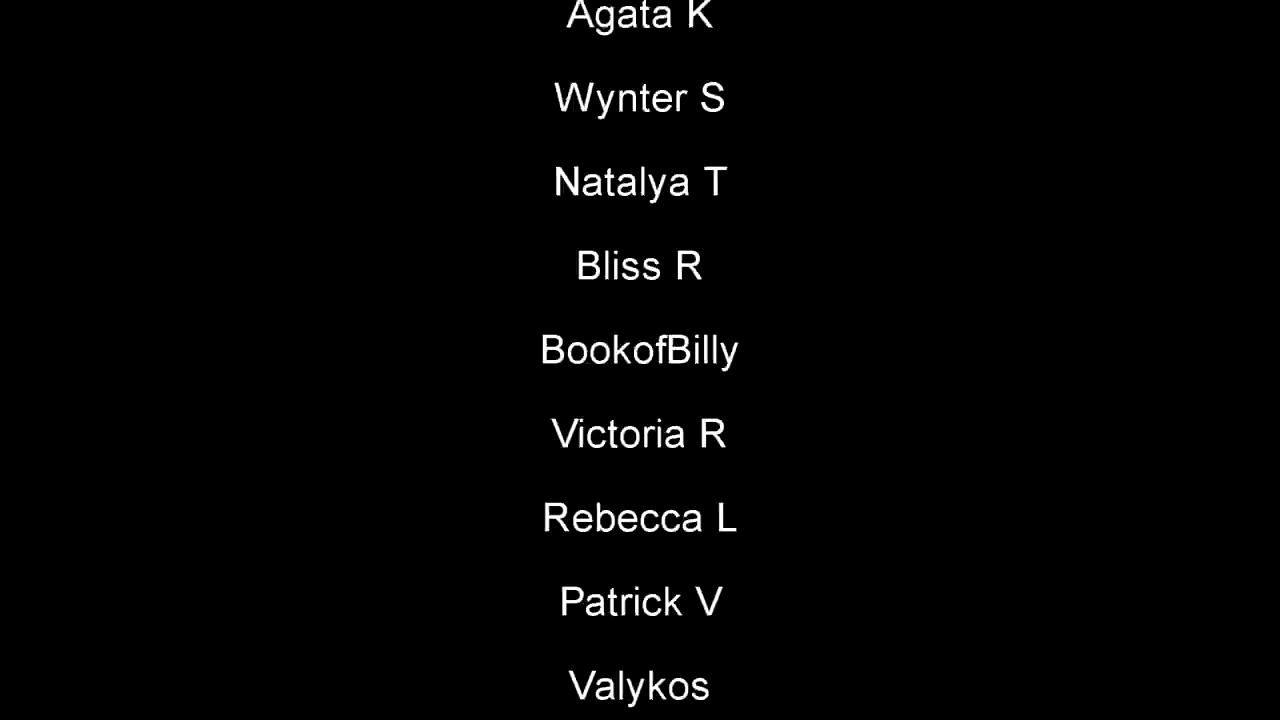 Agata K
Wynter S
Natalya T
Bliss R
BookofBilly
Victoria R
Rebecca L
Patrick V
Valykos